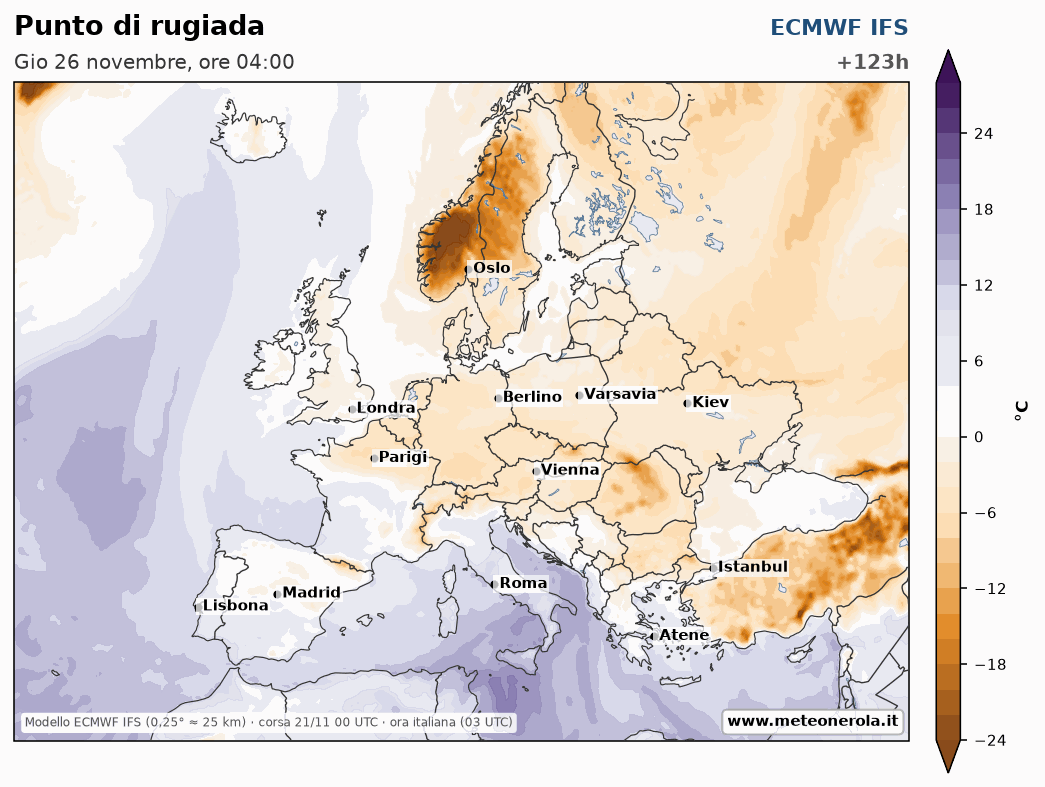 Punto di rugiada
ECMWF IFS
Gio 26 novembre, ore 04:00
+123h
24
18
12
6
0
−6
−12
−18
−24
°C
Oslo
Londra
Berlino
Varsavia
Kiev
Parigi
Vienna
Istanbul
Roma
Madrid
Lisbona
Atene
Modello ECMWF IFS (0,25° ≈ 25 km) · corsa 21/11 00 UTC · ora italiana (03 UTC)
www.meteonerola.it